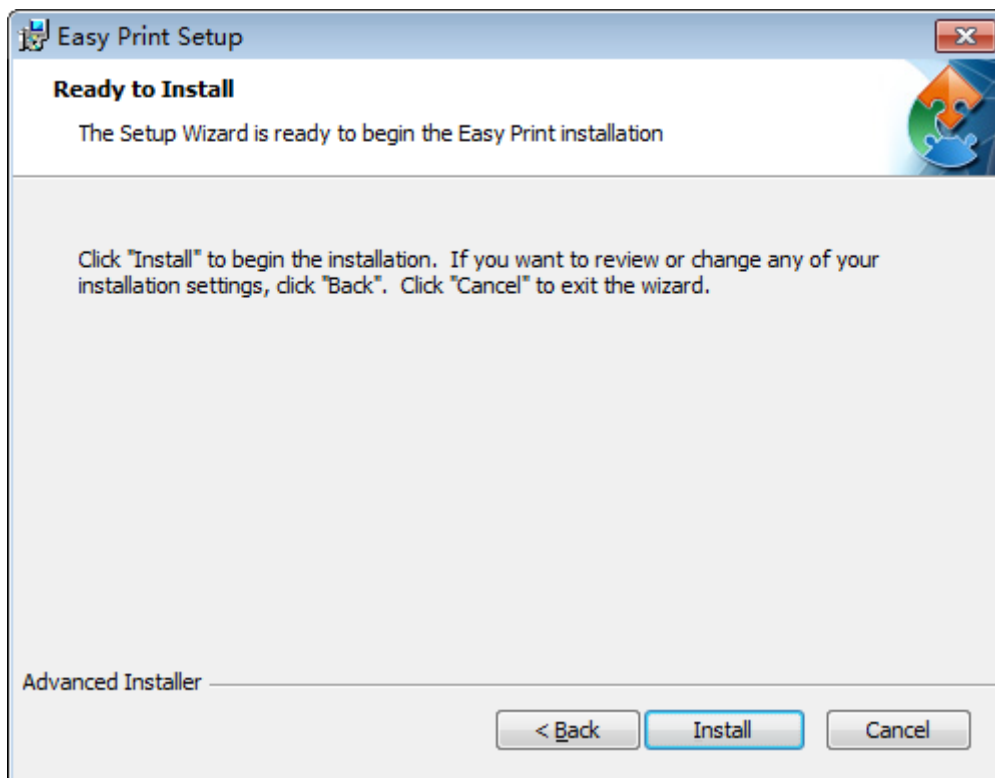 Easy Print Setup
Ready to Install
The Setup Wizard is ready to begin the Easy Print installation
Click "Install" to begin the installation.  If you want to review or change any of your
installation settings, click "Back".  Click "Cancel" to exit the wizard.
Advanced Installer
< Back
Install
Cancel